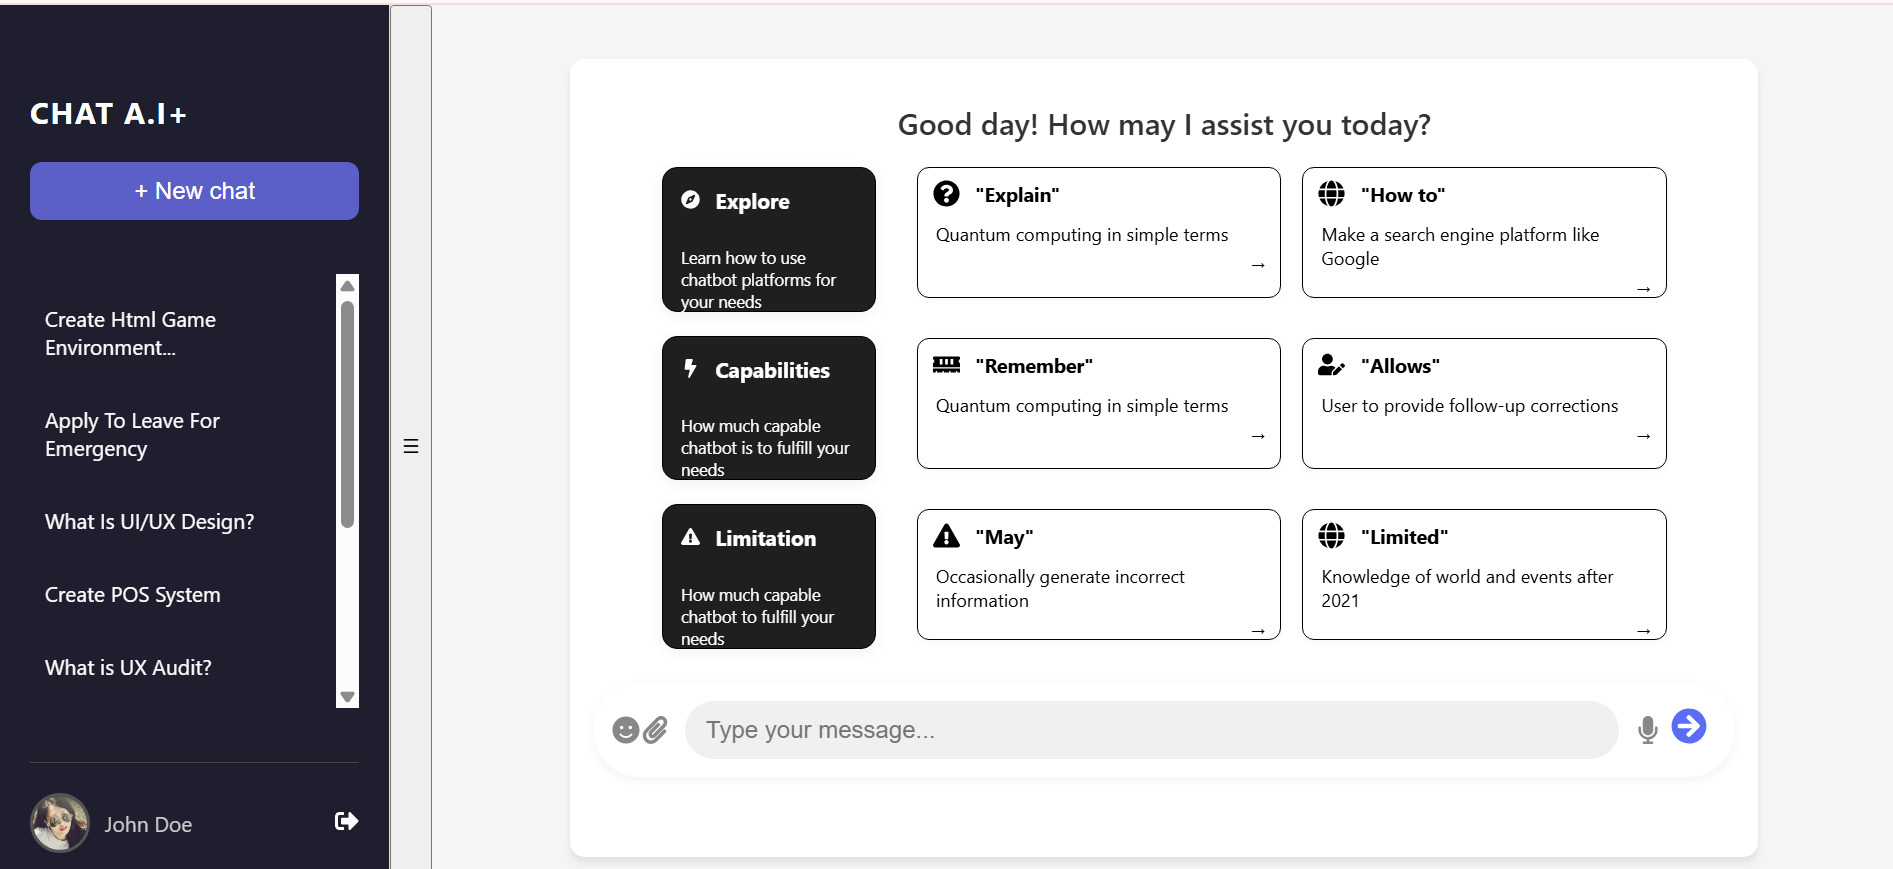 CHAT A.I+
+ New chat
Create Html Game
Environment...
Apply To Leave For
Emergency
What Is UI/UX Design?
Create POS System
What is UX Audit?
John Doe
☰
Good day! How may I assist you today?
Explore
Learn how to use
chatbot platforms for
your needs
"Explain"
Quantum computing in simple terms
→
"How to"
Make a search engine platform like
Google
→
Capabilities
How much capable
chatbot is to fulfill your
needs
"Remember"
Quantum computing in simple terms
→
"Allows"
User to provide follow-up corrections
→
Limitation
How much capable
chatbot to fulfill your
needs
"May"
Occasionally generate incorrect
information
→
"Limited"
Knowledge of world and events after
2021
→
Type your message...